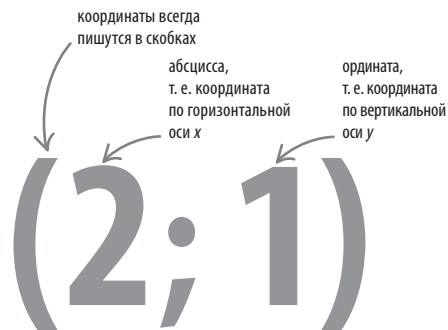 координаты всегда
пишутся в скобках
абсцисса,
т. е. координата
по горизонтальной
оси x
ордината,
т. е. координата
по вертикальной
оси y
(2; 1)